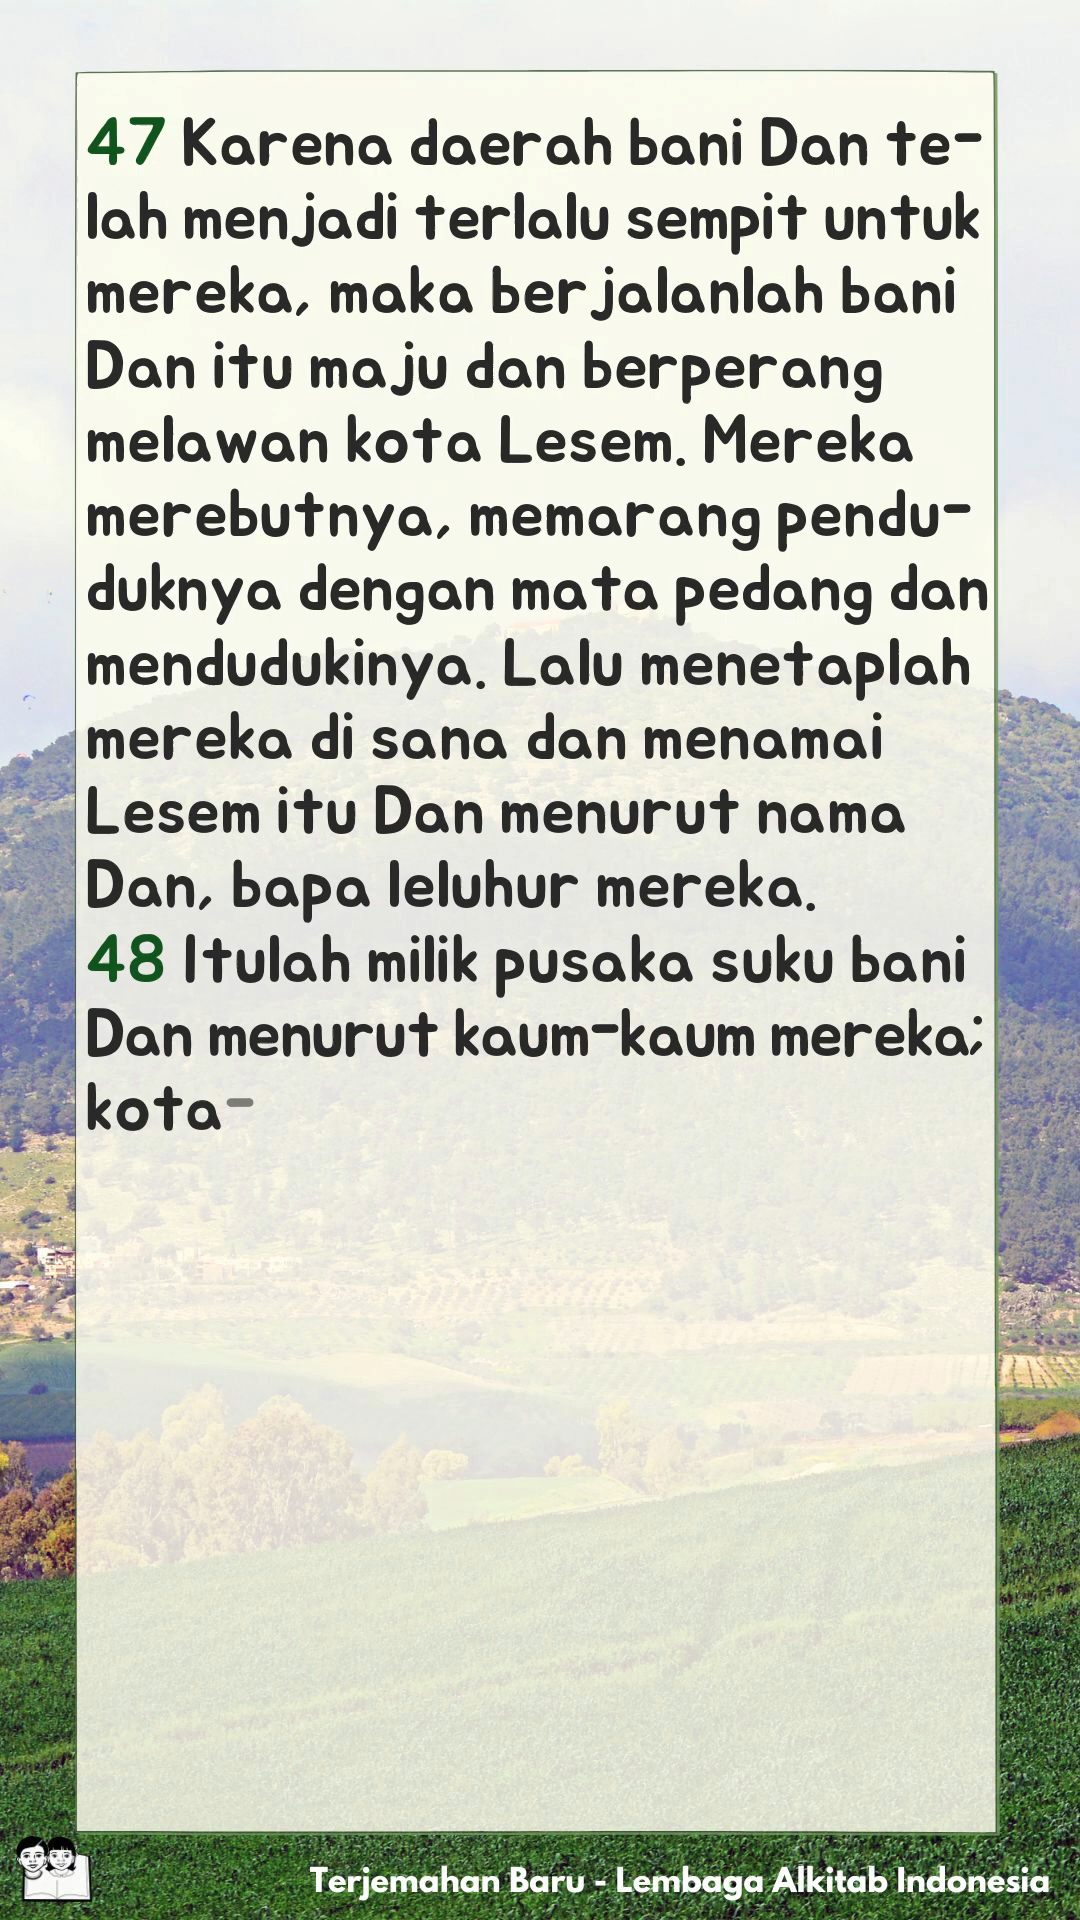 47 Karena daerah bani Dan te-
lah menjadi terlalu sempit untuk
mereka, maka berjalanlah bani
Dan itu maju dan berperang
melawan kota Lesem. Mereka
merebutnya, memarang pendu-
duknya dengan mata pedang dan
mendudukinya. Lalu menetaplah
mereka di sana dan menamai
Lesem itu Dan menurut nama
Dan, bapa leluhur mereka.
48 Itulah milik pusaka suku bani
Dan menurut kaum-kaum mereka;
kota-
Terjemahan Baru - Lembaga Alkitab Indonesia